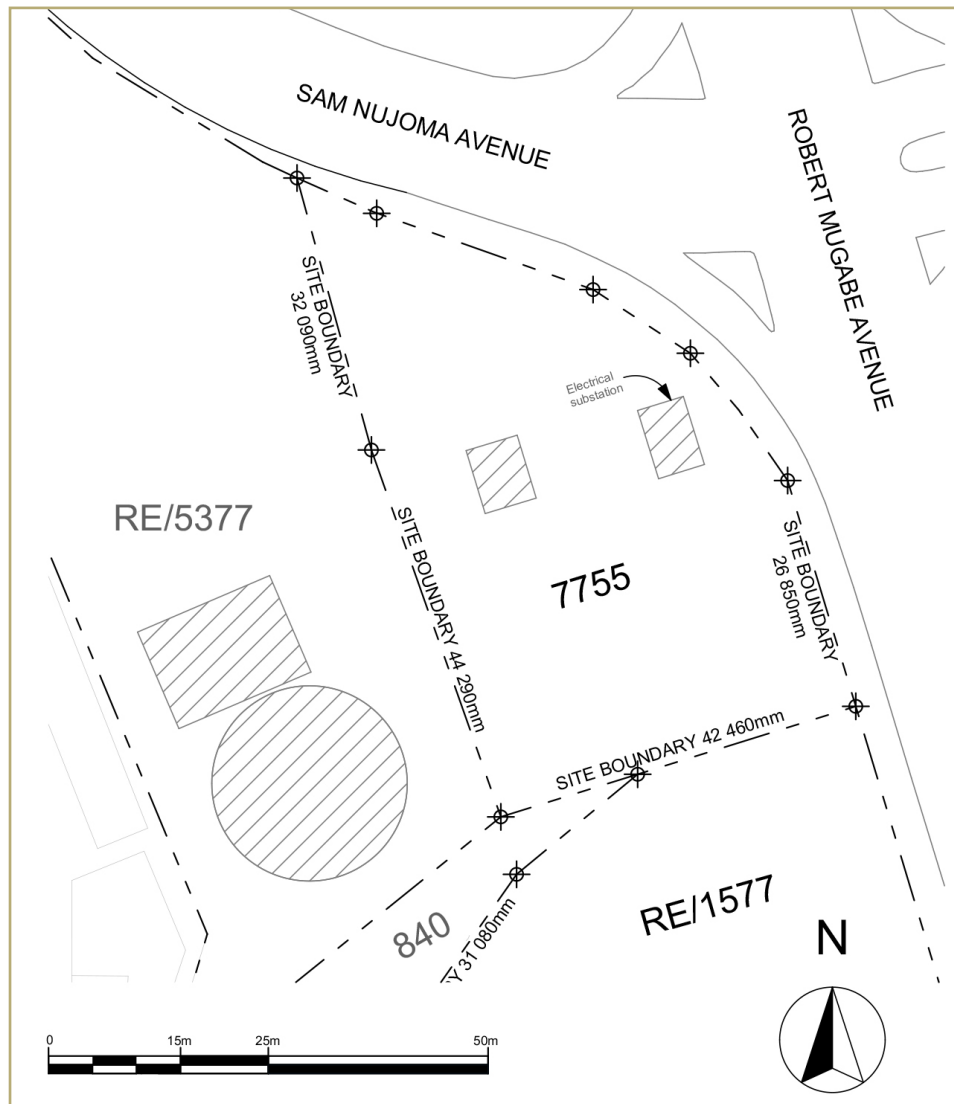 SAM NUJOMA AVENUE
ROBERT MUGABE AVENUE
SITE BOUNDARY
32 090mm
Electrical
substation
RE/5377
SITE BOUNDARY 44 290mm
7755
SITE BOUNDARY
26 850mm
SITE BOUNDARY 42 460mm
840
RY 31 080mm
RE/1577
N
0 15m 25m 50m